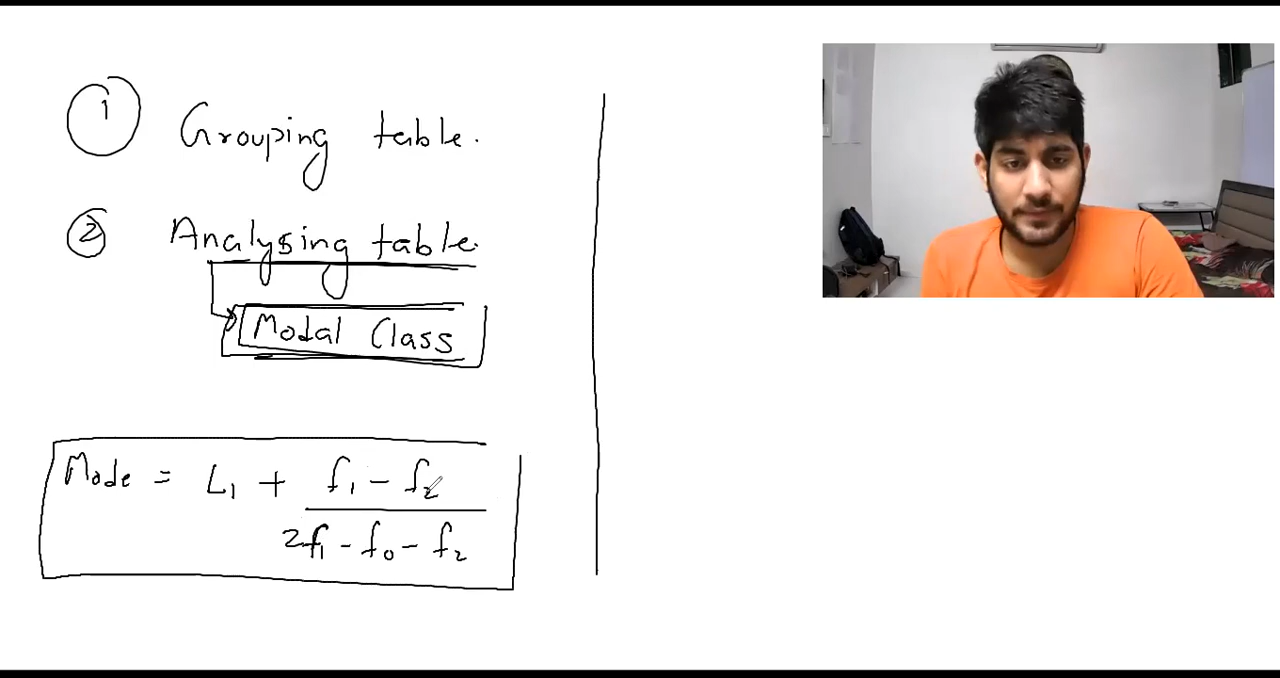 1 Grouping table.
2 Analysing table.
Modal Class
Mode = L₁ + f₁ - f₂
2f₁ - f₀ - f₂